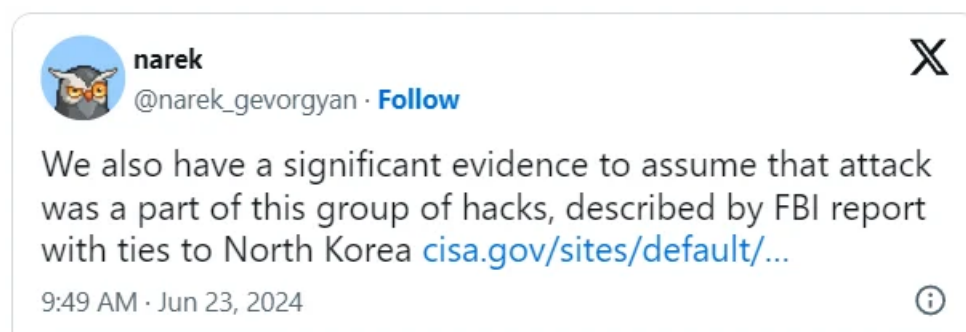 narek
@narek_gevorgyan · Follow
We also have a significant evidence to assume that attack
was a part of this group of hacks, described by FBI report
with ties to North Korea cisa.gov/sites/default/...
9:49 AM · Jun 23, 2024